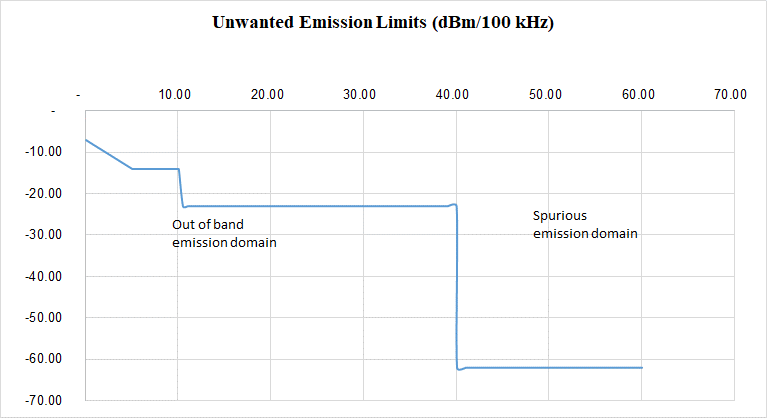 Unwanted Emission Limits (dBm/100 kHz)
- 10.00 20.00 30.00 40.00 50.00 60.00 70.00
-
-10.00
-20.00
Out of band
emission domain
Spurious
emission domain
-30.00
-40.00
-50.00
-60.00
-70.00